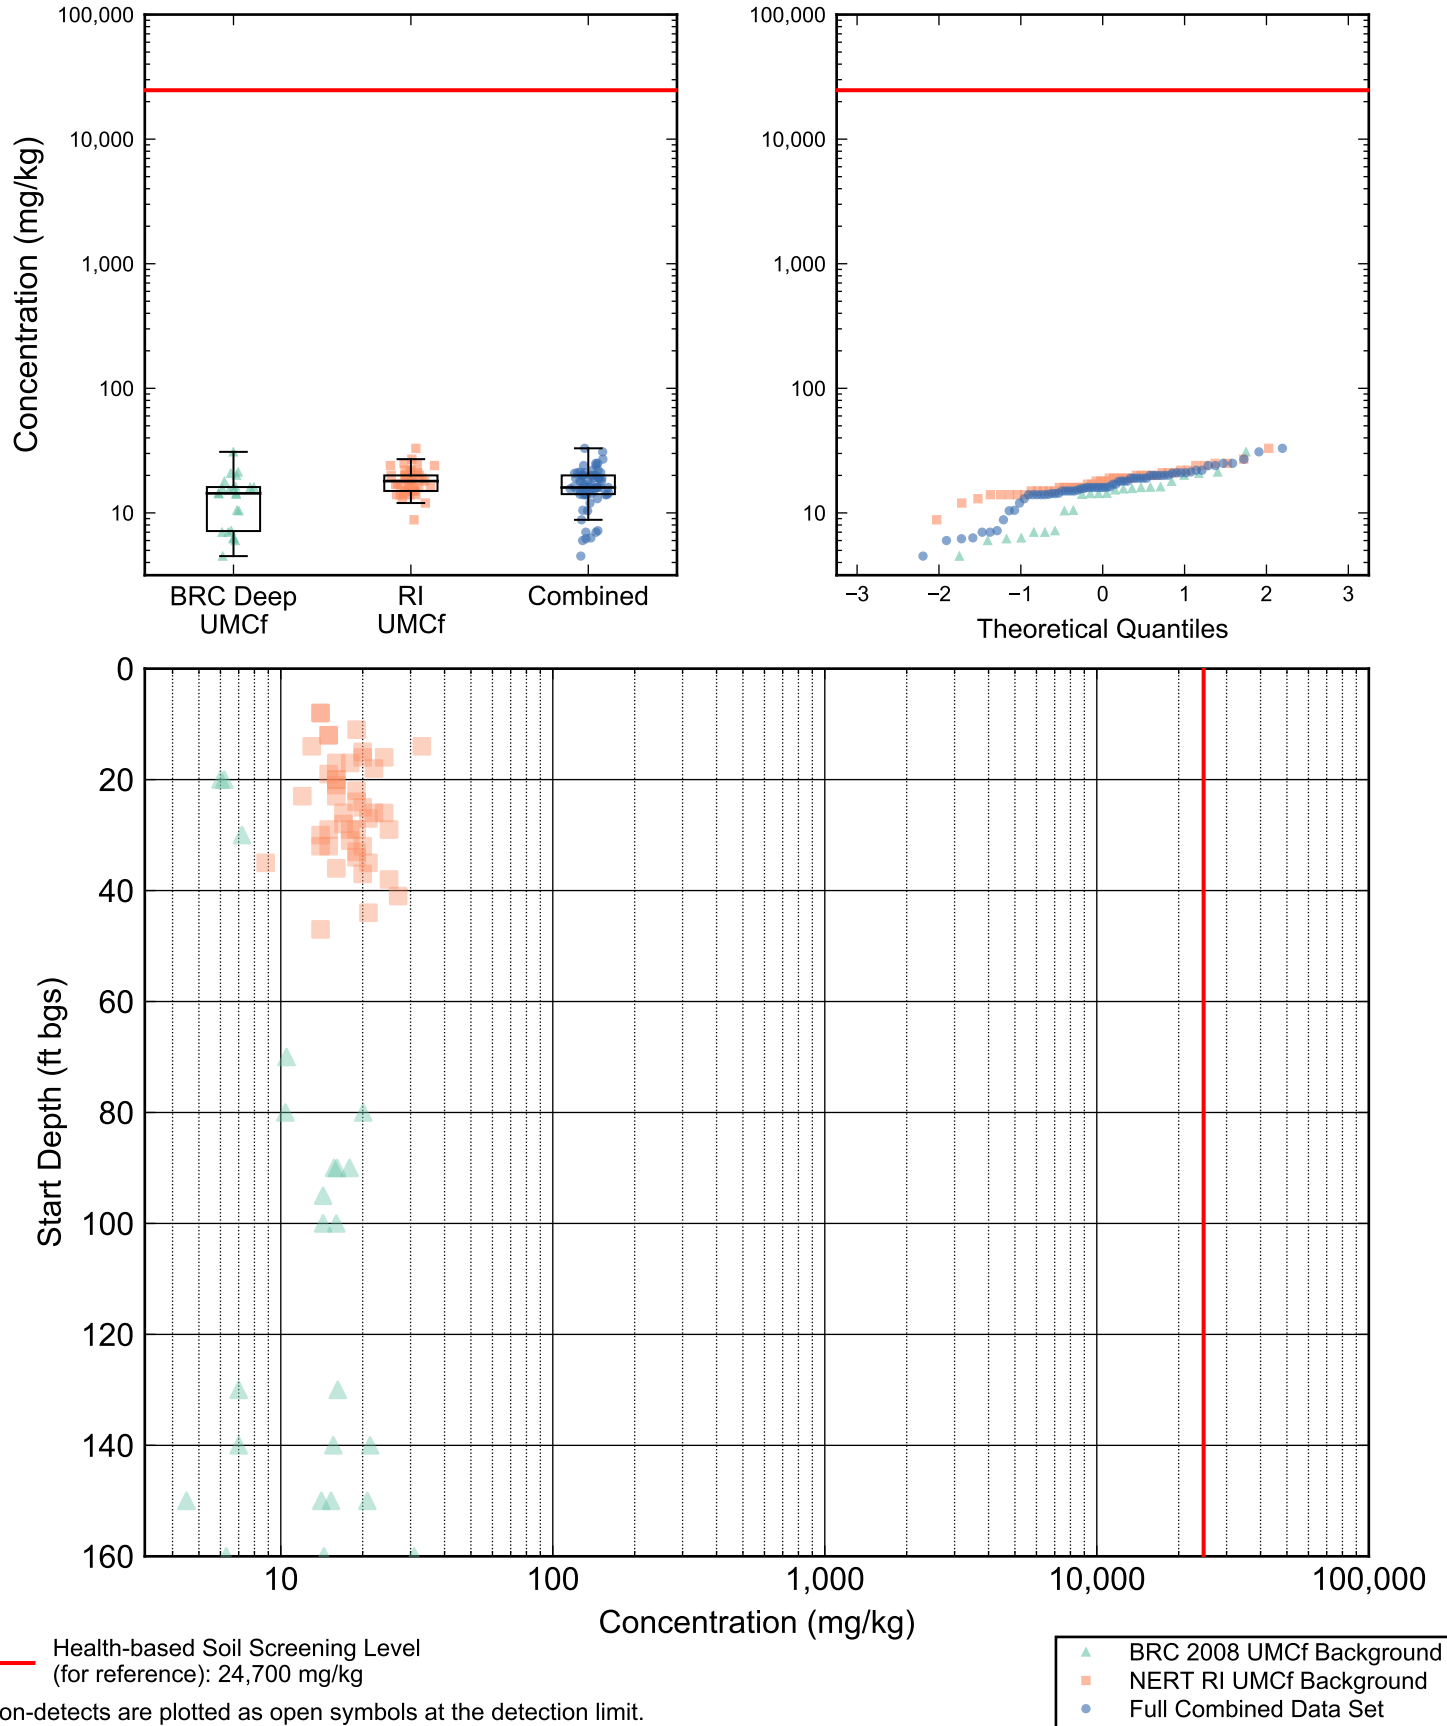 100,000
10,000
1,000
100
10
Concentration (mg/kg)
BRC Deep
UMCf
RI
UMCf
Combined
100,000
10,000
1,000
100
10
−3
−2
−1
0
1
2
3
Theoretical Quantiles
0
20
40
60
80
100
120
140
160
Start Depth (ft bgs)
10
100
1,000
10,000
100,000
Concentration (mg/kg)
Health-based Soil Screening Level
(for reference): 24,700 mg/kg
on-detects are plotted as open symbols at the detection limit.
BRC 2008 UMCf Background
NERT RI UMCf Background
Full Combined Data Set